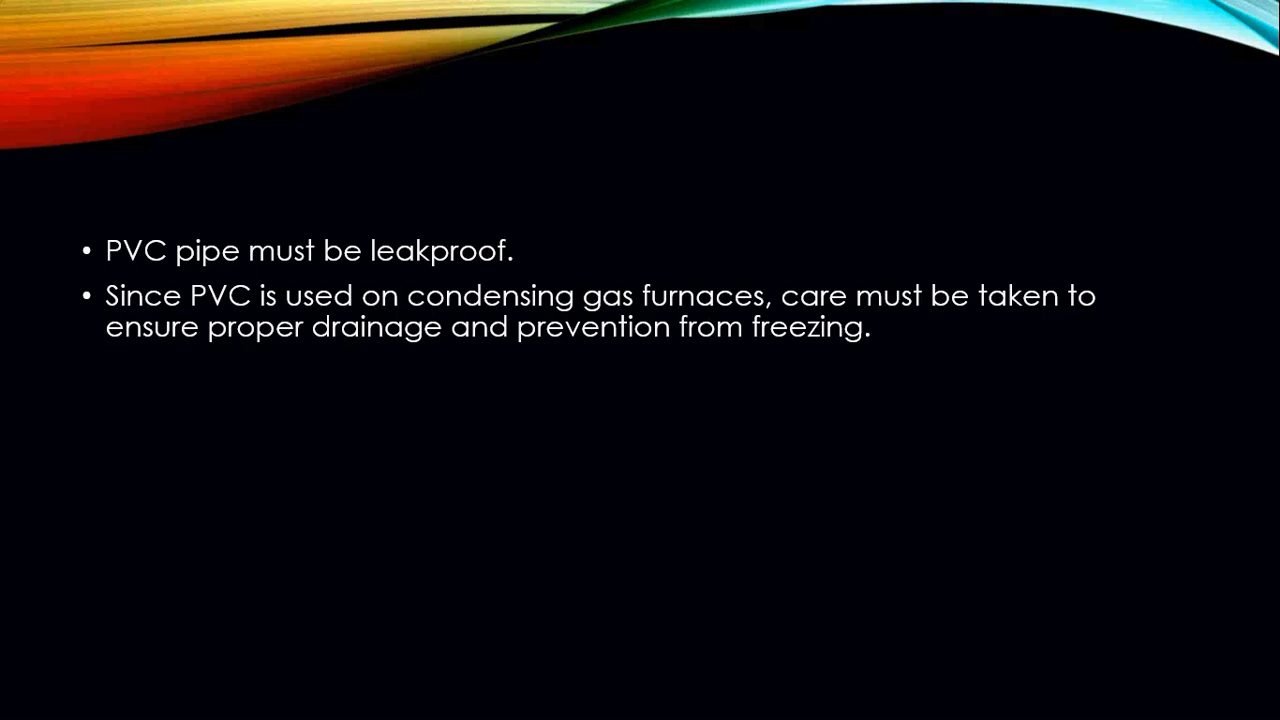 • PVC pipe must be leakproof.
• Since PVC is used on condensing gas furnaces, care must be taken to
ensure proper drainage and prevention from freezing.